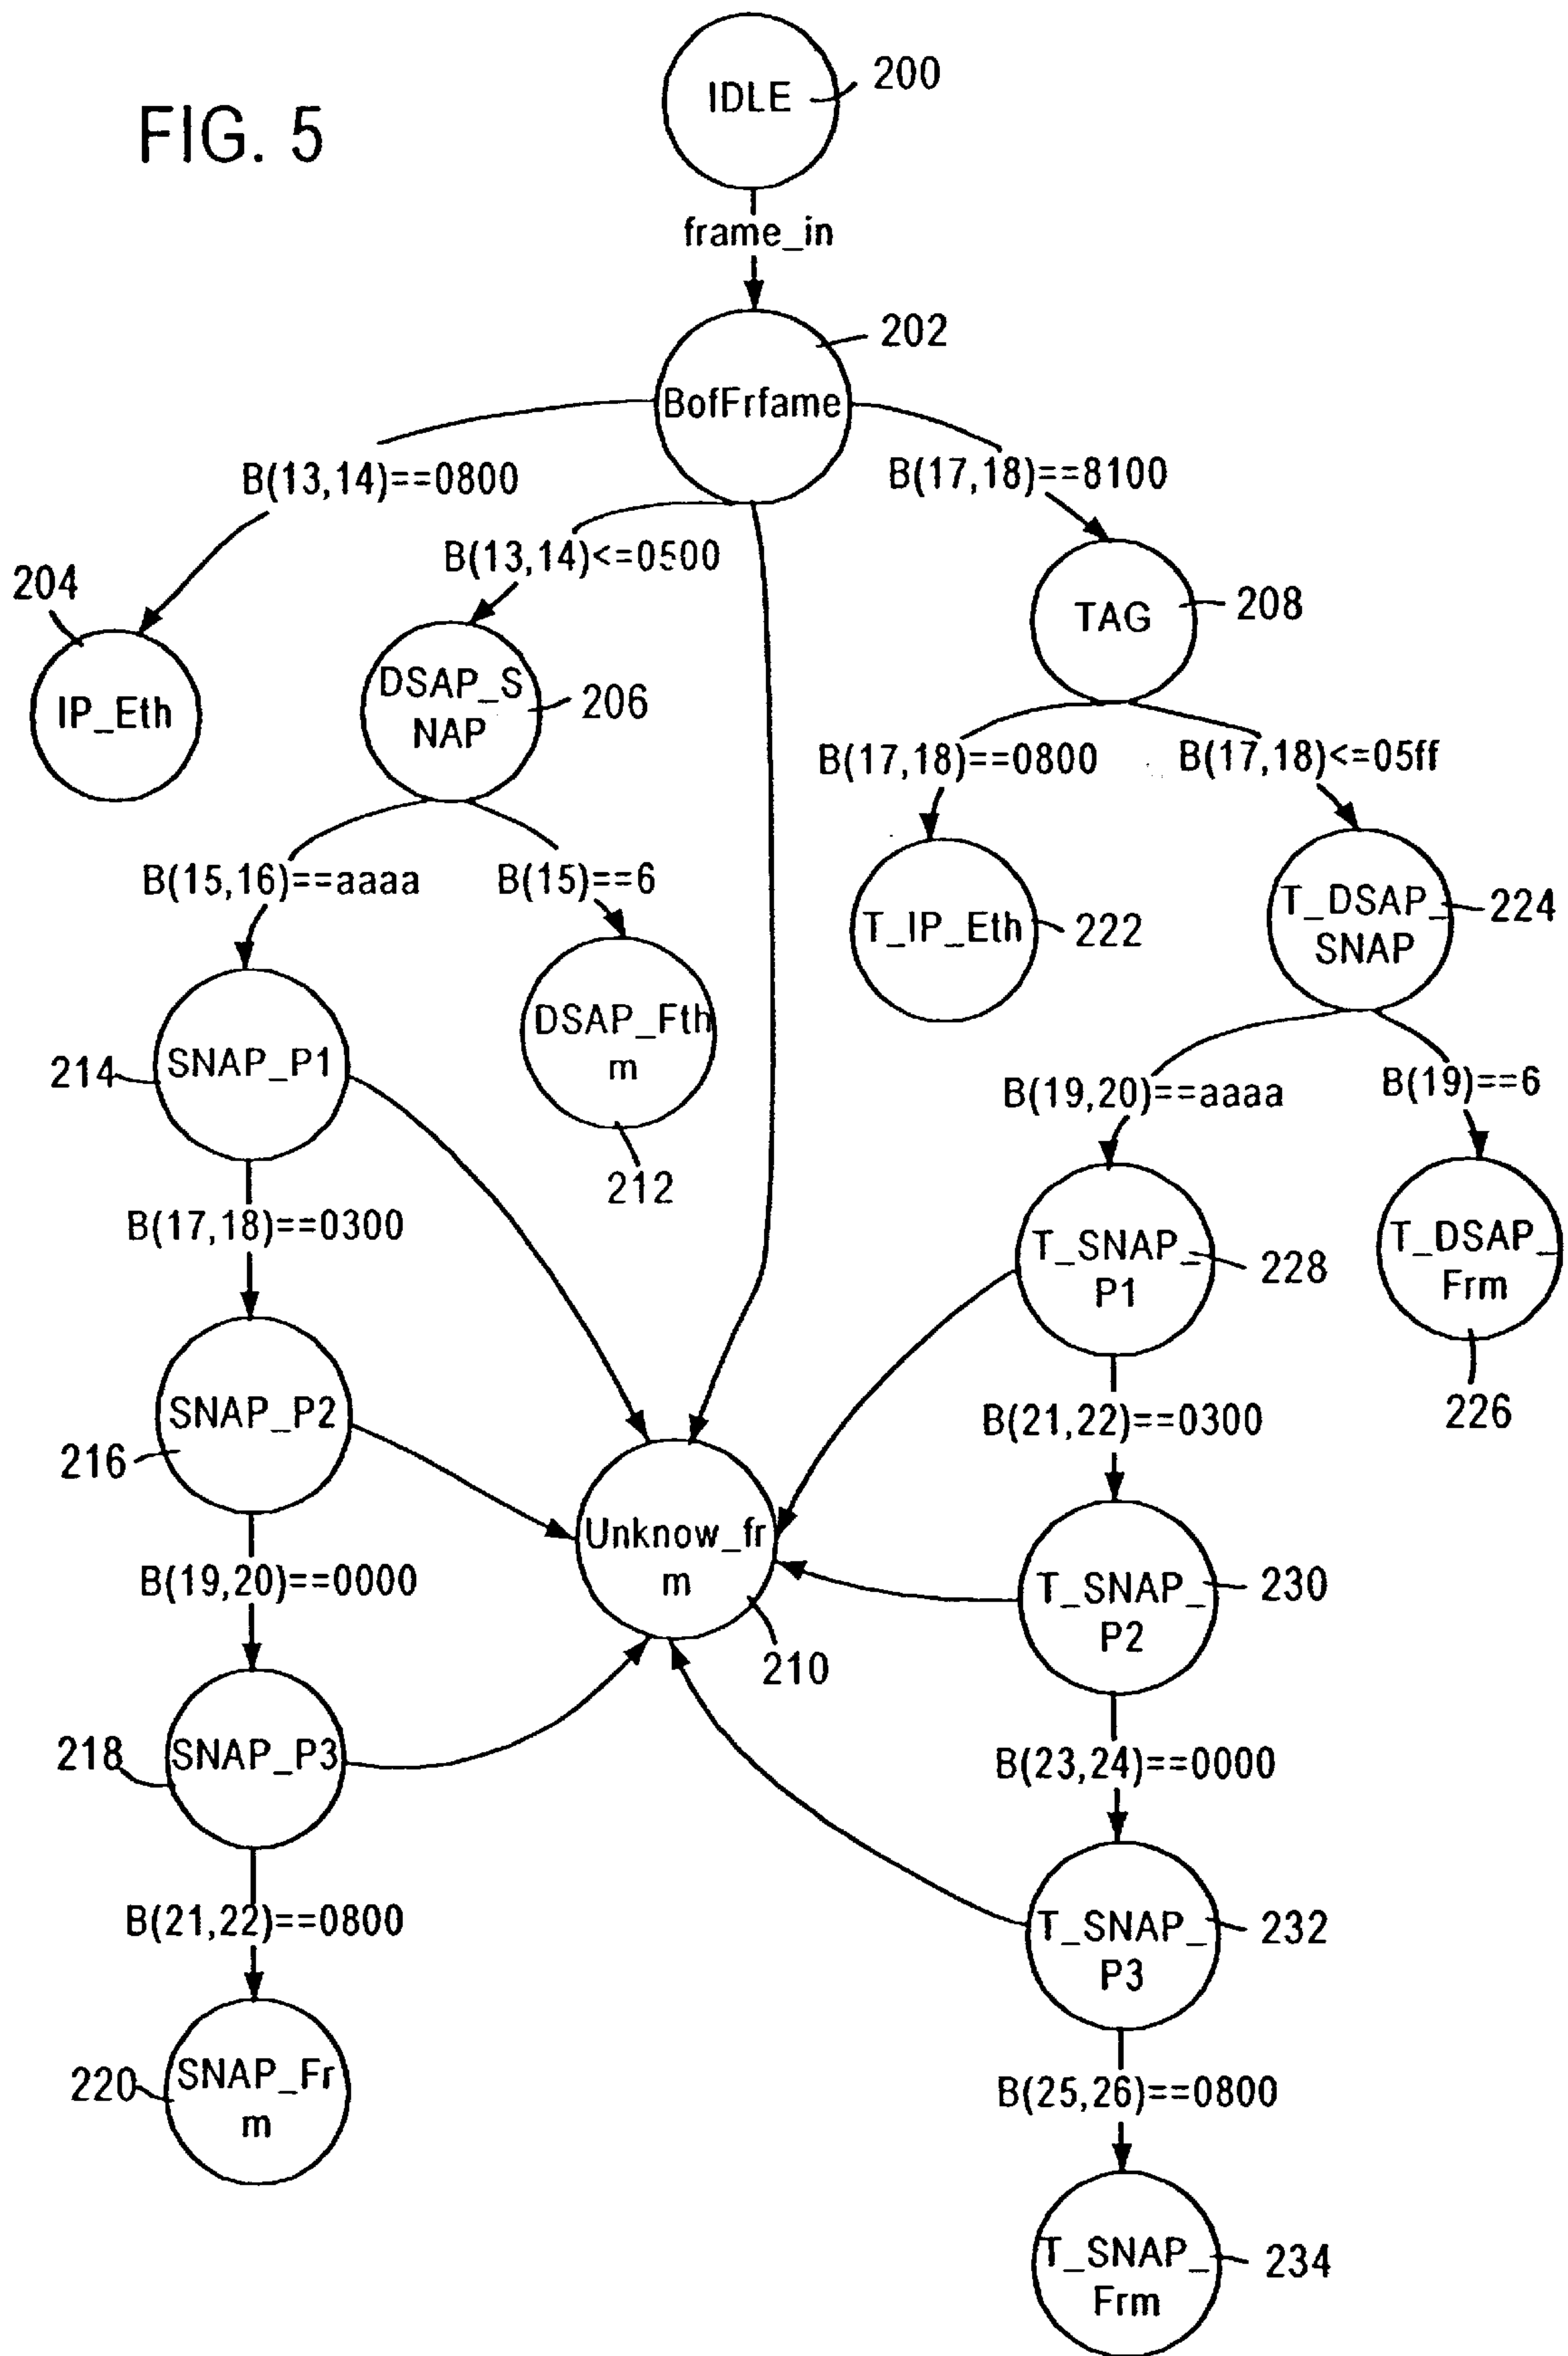 FIG. 5
IDLE
200
frame_in
202
BofFrfame
B(13,14)==0800
B(17,18)==8100
B(13,14)<=0500
204
TAG
208
IP_Eth
DSAP_S
NAP
206
B(17,18)==0800
B(17,18)<=05ff
B(15,16)==aaaa
B(15)==6
T_IP_Eth
222
T_DSAP_
SNAP
224
214
SNAP_P1
DSAP_Fth
m
212
B(19,20)==aaaa
B(19)==6
B(17,18)==0300
T_SNAP_
P1
228
T_DSAP_
Frm
226
SNAP_P2
216
B(21,22)==0300
Unknow_fr
m
210
B(19,20)==0000
T_SNAP_
P2
230
218
SNAP_P3
B(23,24)==0000
B(21,22)==0800
T_SNAP_
P3
232
220
SNAP_Fr
m
B(25,26)==0800
T_SNAP_
Frm
234